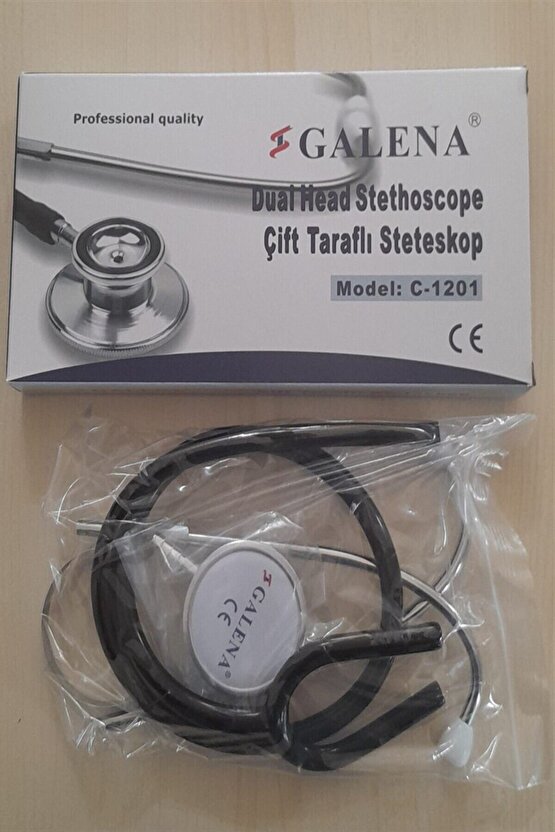 Professional quality
GALENA®
Dual Head Stethoscope
Çift Taraflı Steteskop
Model: C-1201
CE
GALENA®
CE